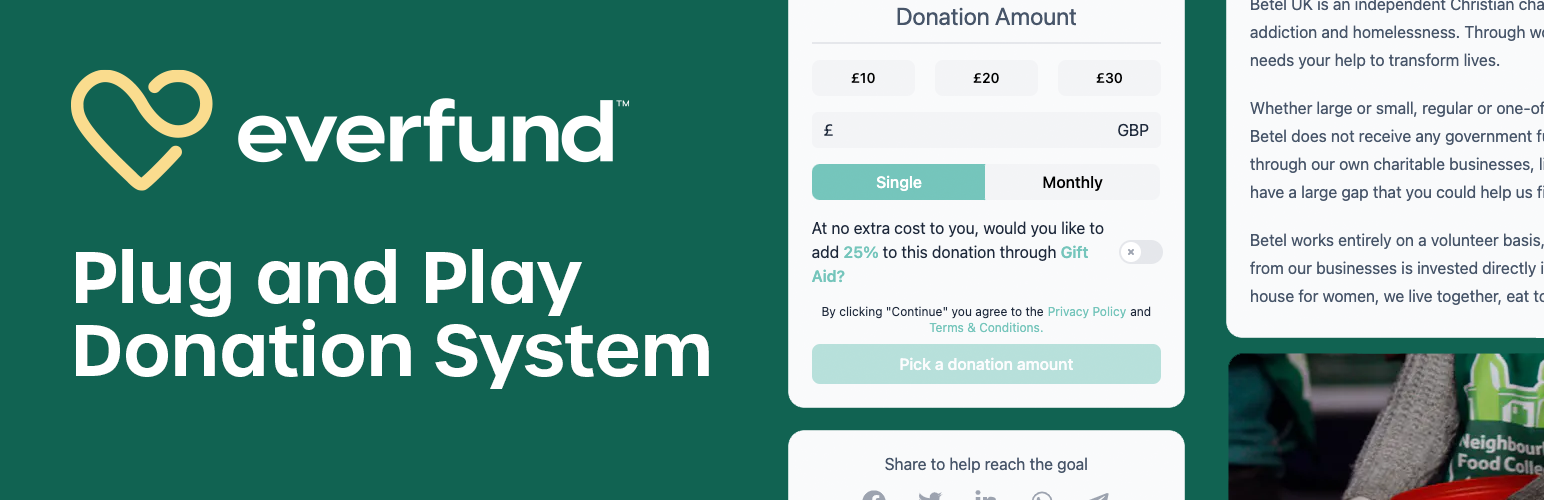 everfund™
Plug and Play
Donation System
Donation Amount
£10
£20
£30
£
GBP
Single
Monthly
At no extra cost to you, would you like to
add 25% to this donation through Gift
Aid?
By clicking "Continue" you agree to the Privacy Policy and
Terms & Conditions.
Pick a donation amount
Share to help reach the goal
Betel UK is an independent Christian cha
addiction and homelessness. Through we
needs your help to transform lives.
Whether large or small, regular or one-of
Betel does not receive any government fu
through our own charitable businesses, li
have a large gap that you could help us fi
Betel works entirely on a volunteer basis,
from our businesses is invested directly i
house for women, we live together, eat to
Neighbour
Food Colle